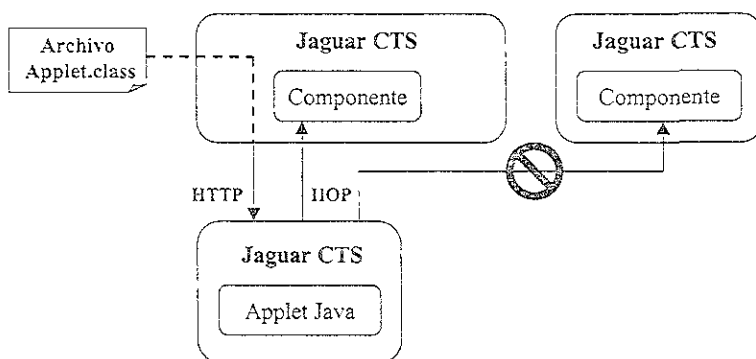 Archivo
Applet.class
Jaguar CTS
Componente
Jaguar CTS
Componente
HTTP
IIOP
Jaguar CTS
Applet Java